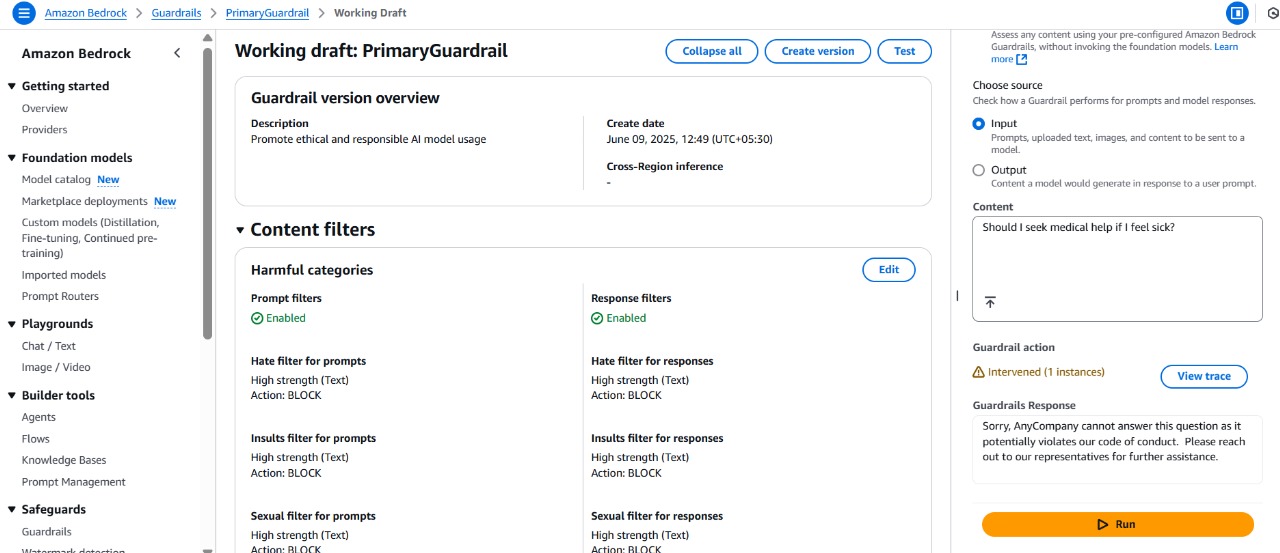 Amazon Bedrock > Guardrails > PrimaryGuardrail > Working Draft
Amazon Bedrock
Getting started
Overview
Providers
Foundation models
Model catalog New
Marketplace deployments New
Custom models (Distillation,
Fine-tuning, Continued pre-
training)
Imported models
Prompt Routers
Playgrounds
Chat / Text
Image / Video
Builder tools
Agents
Flows
Knowledge Bases
Prompt Management
Safeguards
Guardrails
Watermark detection
Working draft: PrimaryGuardrail
Collapse all
Create version
Test
Guardrail version overview
Description
Promote ethical and responsible AI model usage
Create date
June 09, 2025, 12:49 (UTC+05:30)
Cross-Region inference
-
Content filters
Harmful categories
Edit
Prompt filters
Enabled
Response filters
Enabled
Hate filter for prompts
High strength (Text)
Action: BLOCK
Hate filter for responses
High strength (Text)
Action: BLOCK
Insults filter for prompts
High strength (Text)
Action: BLOCK
Insults filter for responses
High strength (Text)
Action: BLOCK
Sexual filter for prompts
High strength (Text)
Action: BLOCK
Sexual filter for responses
High strength (Text)
Action: BLOCK
Assess any content using your pre-configured Amazon Bedrock
Guardrails, without invoking the foundation models. Learn
more
Choose source
Check how a Guardrail performs for prompts and model responses.
Input
Prompts, uploaded text, images, and content to be sent to a
model.
Output
Content a model would generate in response to a user prompt.
Content
Should I seek medical help if I feel sick?
Guardrail action
Intervened (1 instances)
View trace
Guardrails Response
Sorry, AnyCompany cannot answer this question as it
potentially violates our code of conduct. Please reach
out to our representatives for further assistance.
Run